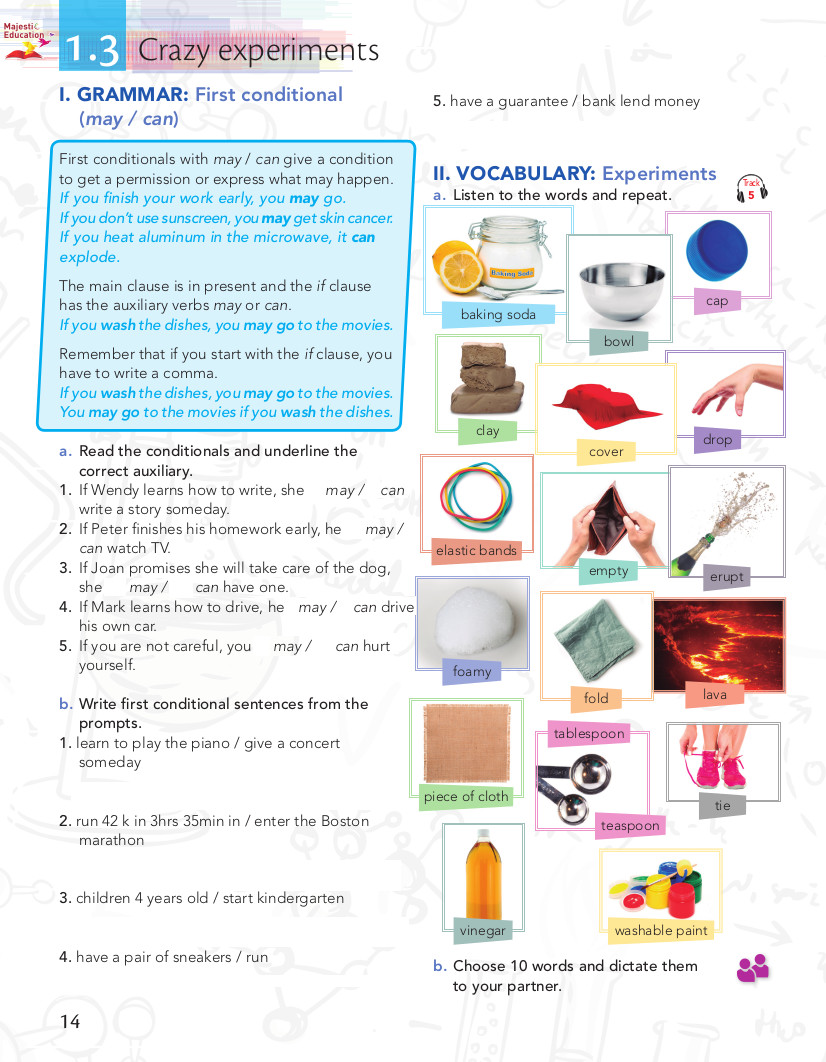 Majestic
Education
1.3 Crazy experiments
I. GRAMMAR: First conditional
(may / can)
First conditionals with may / can give a condition
to get a permission or express what may happen.
If you finish your work early, you may go.
If you don't use sunscreen, you may get skin cancer.
If you heat aluminum in the microwave, it can
explode.
The main clause is in present and the if clause
has the auxiliary verbs may or can.
If you wash the dishes, you may go to the movies.
Remember that if you start with the if clause, you
have to write a comma.
If you wash the dishes, you may go to the movies.
You may go to the movies if you wash the dishes.
a. Read the conditionals and underline the
correct auxiliary.
1. If Wendy learns how to write, she may / can
write a story someday.
2. If Peter finishes his homework early, he may /
can watch TV.
3. If Joan promises she will take care of the dog,
she may / can have one.
4. If Mark learns how to drive, he may / can drive
his own car.
5. If you are not careful, you may / can hurt
yourself.
b. Write first conditional sentences from the
prompts.
1. learn to play the piano / give a concert
someday
2. run 42 k in 3hrs 35min in / enter the Boston
marathon
3. children 4 years old / start kindergarten
4. have a pair of sneakers / run
14
5. have a guarantee / bank lend money
II. VOCABULARY: Experiments
a. Listen to the words and repeat.
Track
5
Baking Soda
baking soda
bowl
cap
clay
cover
drop
elastic bands
empty
erupt
foamy
fold
lava
piece of cloth
tablespoon
teaspoon
tie
vinegar
washable paint
b. Choose 10 words and dictate them
to your partner.